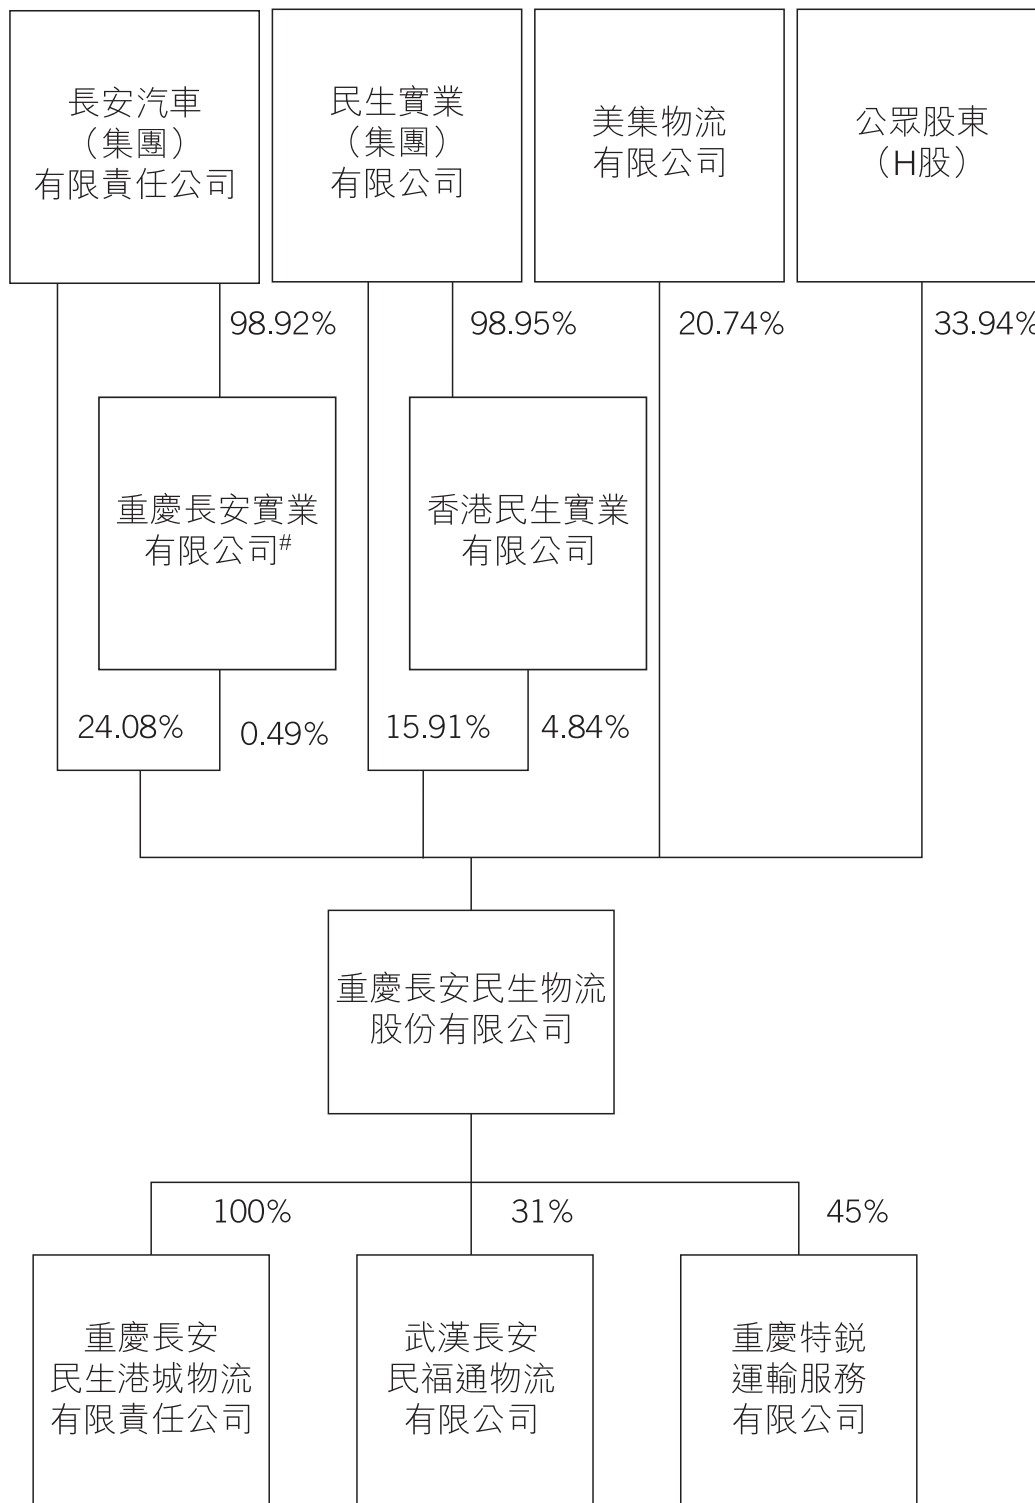 長安汽車
（集團）
有限責任公司
民生實業
（集團）
有限公司
美集物流
有限公司
公眾股東
（H股）
98.92%
98.95%
20.74%
33.94%
重慶長安實業
有限公司#
香港民生實業
有限公司
24.08%
0.49%
15.91%
4.84%
重慶長安民生物流
股份有限公司
100%
31%
45%
重慶長安
民生港城物流
有限責任公司
武漢長安
民福通物流
有限公司
重慶特銳
運輸服務
有限公司